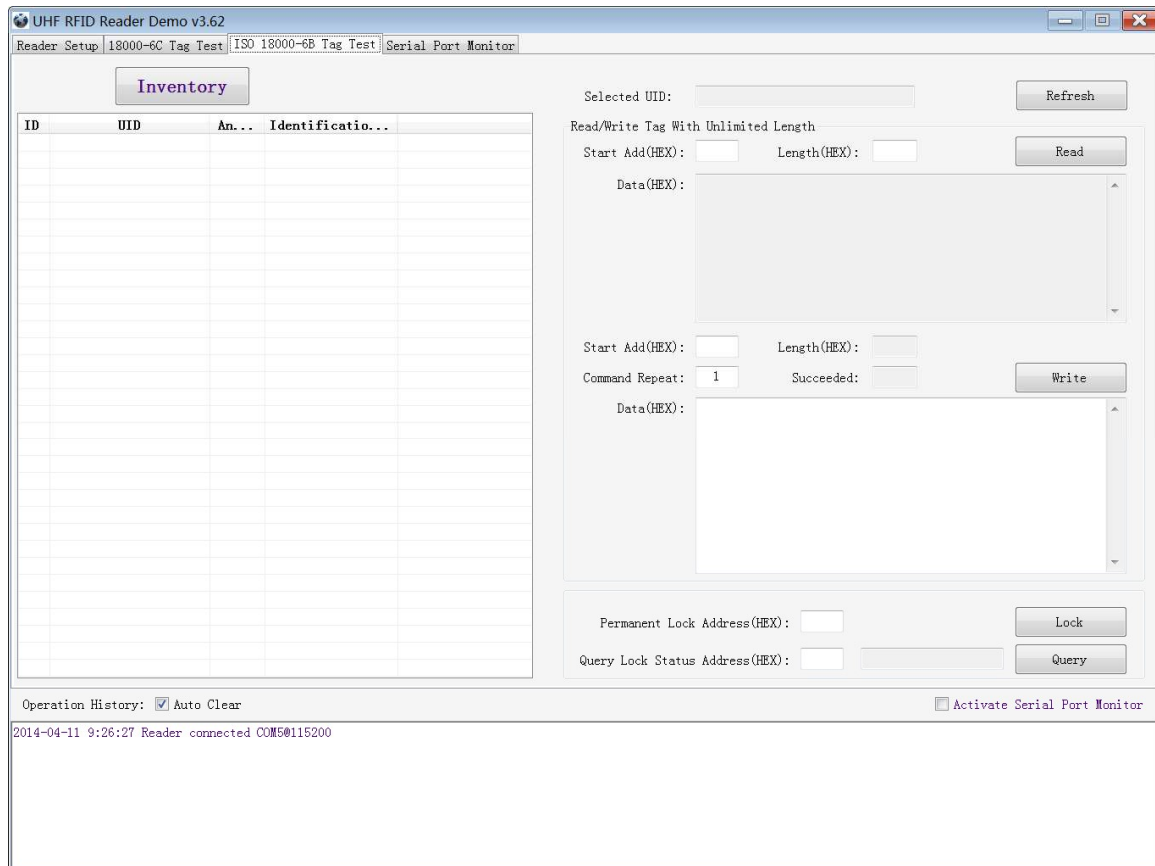 UHF RFID Reader Demo v3.62
Reader Setup 18000-6C Tag Test ISO 18000-6B Tag Test Serial Port Monitor
Inventory
ID UID An... Identificatio...
Selected UID: Refresh
Read/Write Tag With Unlimited Length
Start Add(HEX): Length(HEX): Read
Data(HEX):
Start Add(HEX): Length(HEX):
Command Repeat: 1 Succeeded: Write
Data(HEX):
Permanent Lock Address(HEX): Lock
Query Lock Status Address(HEX): Query
Operation History: Auto Clear Activate Serial Port Monitor
2014-04-11 9:26:27 Reader connected COM5@115200